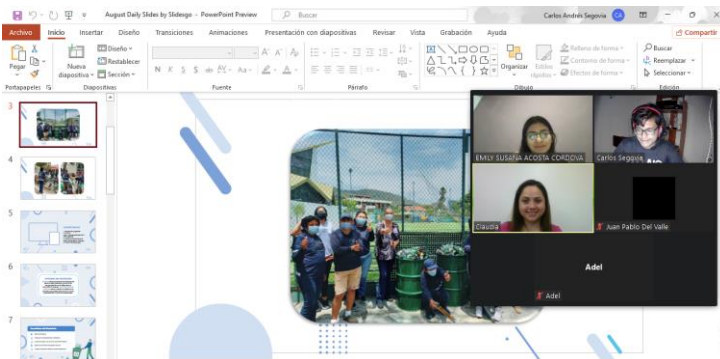 August Daily Slides by Slidesgo - PowerPoint Preview
Buscar
Carlos Andrés Segovia
CA
Archivo Inicio Insertar Diseño Transiciones Animaciones Presentación con diapositivas Revisar Vista Grabación Ayuda
Compartir
Pegar
Nueva diapositiva
Diseño
Restablecer
Sección
N K S
Aa
Organizar
Estilos rápidos
Relleno de forma
Contorno de forma
Efectos de forma
Buscar
Reemplazar
Seleccionar
Portapapeles
Diapositivas
Fuente
Párrafo
Dibujo
Edición
3
4
5
6
7
EMILY SUSANA ACOSTA CORDOVA
Carlos Segovia
Claudia
Juan Pablo Del Valle
Adel
Adel